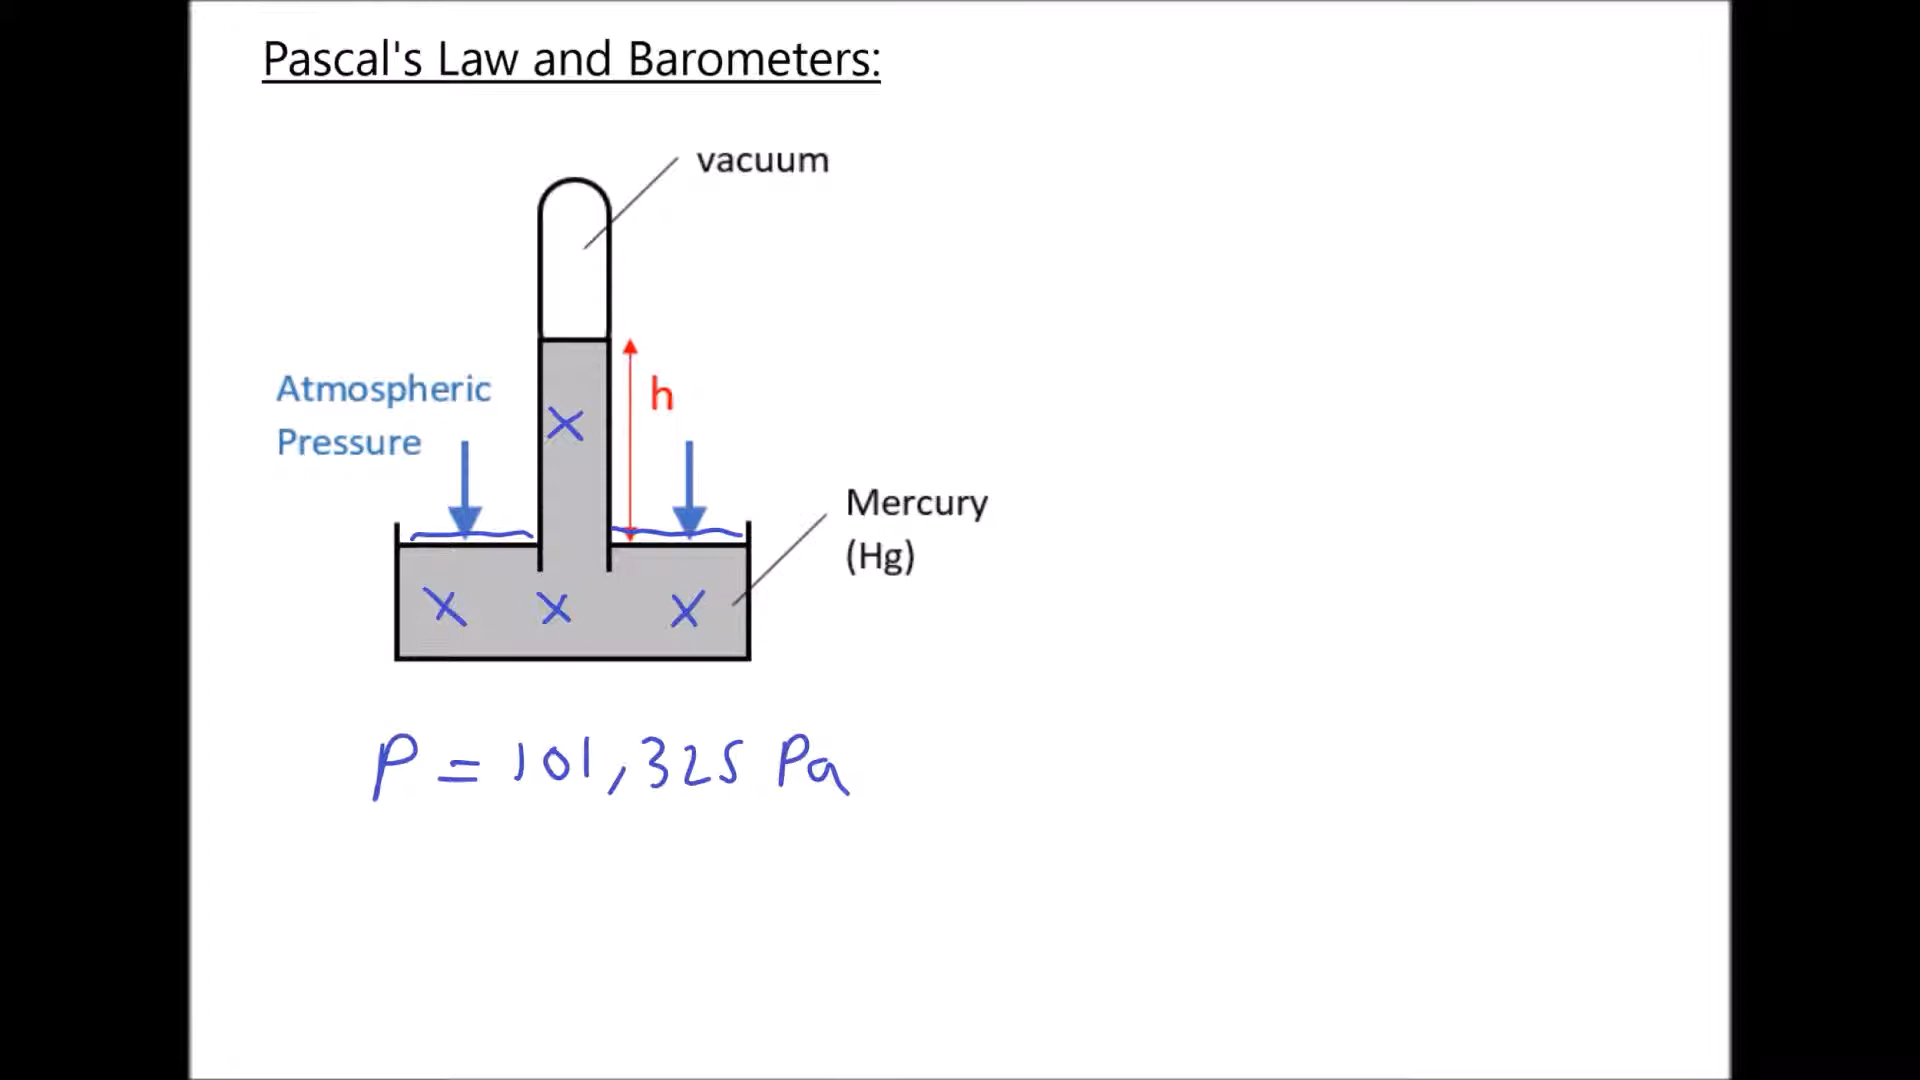 Pascal's Law and Barometers:
vacuum
Atmospheric
Pressure
h
Mercury
(Hg)
X
X X X
P = 101,325 Pa